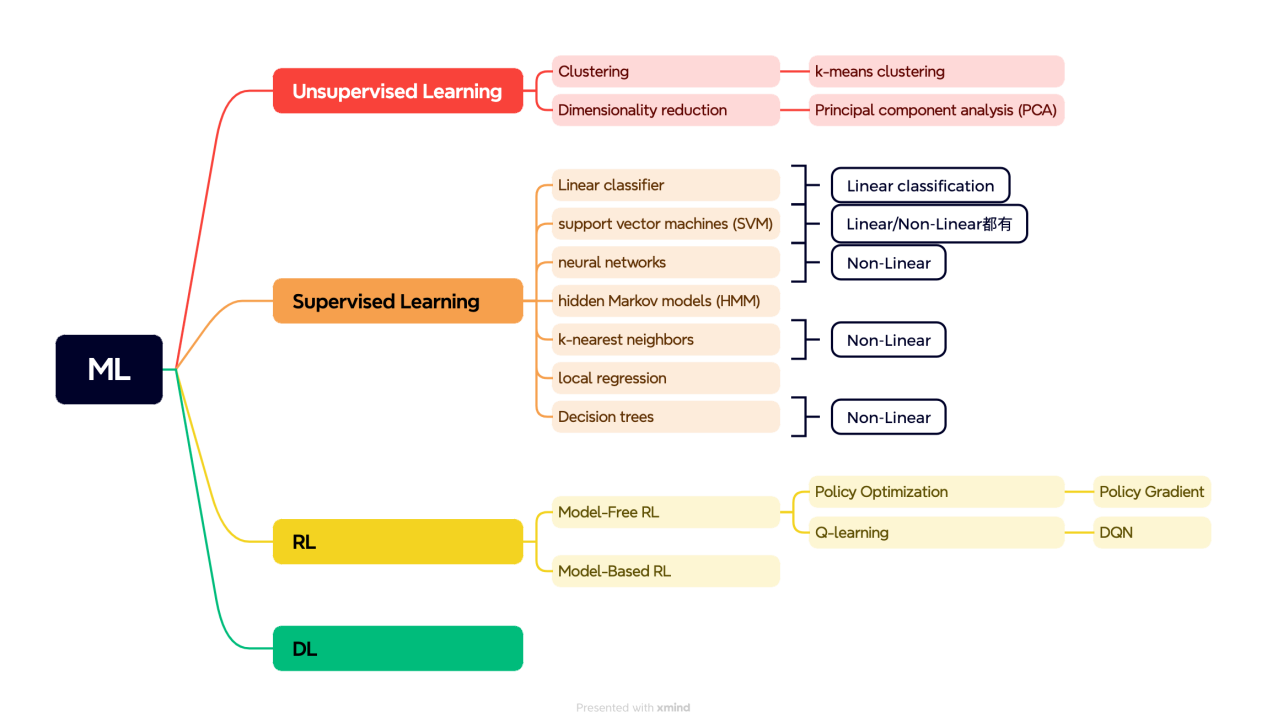 ML
Unsupervised Learning
Clustering
k-means clustering
Dimensionality reduction
Principal component analysis (PCA)
Supervised Learning
Linear classifier
Linear classification
support vector machines (SVM)
Linear/Non-Linear都有
neural networks
Non-Linear
hidden Markov models (HMM)
k-nearest neighbors
Non-Linear
local regression
Decision trees
Non-Linear
RL
Model-Free RL
Policy Optimization
Policy Gradient
Q-learning
DQN
Model-Based RL
DL
Presented with xmind